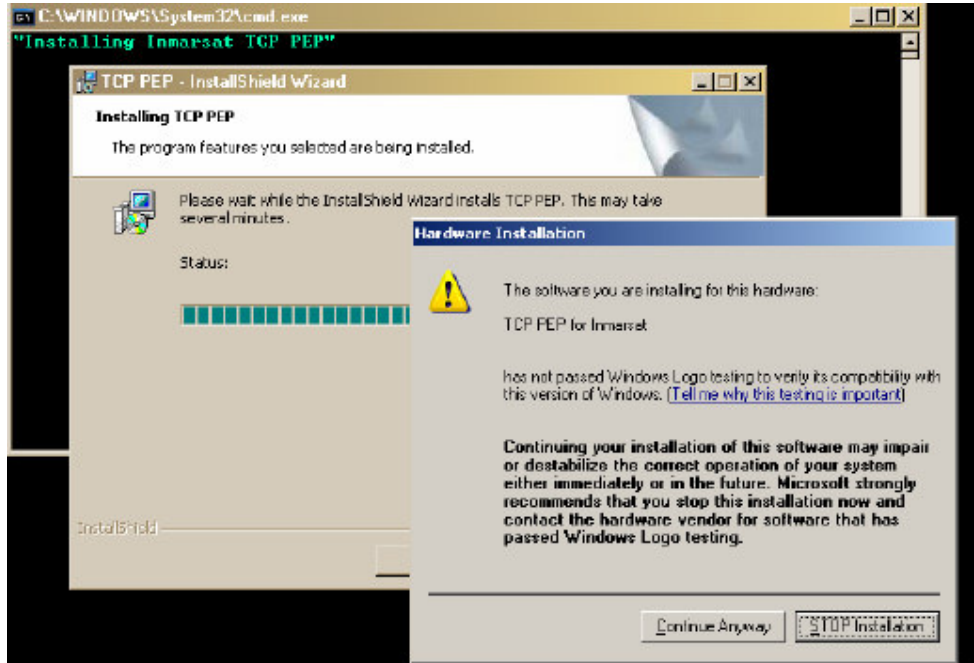 C:\WINDOWS\System32\cmd.exe
"Installing Inmarsat TCP PEP"
TCP PEP - InstallShield Wizard
Installing TCP PEP
The program features you selected are being installed.
Please wait while the InstallShield Wizard installs TCP PEP. This may take
several minutes.
Status:
InstallShield
Hardware Installation
The software you are installing for this hardware:
TCP PEP for Inmarsat
has not passed Windows Logo testing to verify its compatibility with
this version of Windows. (Tell me why this testing is important)
Continuing your installation of this software may impair
or destabilize the correct operation of your system
either immediately or in the future. Microsoft strongly
recommends that you stop this installation now and
contact the hardware vendor for software that has
passed Windows Logo testing.
Continue Anyway
STOP Installation